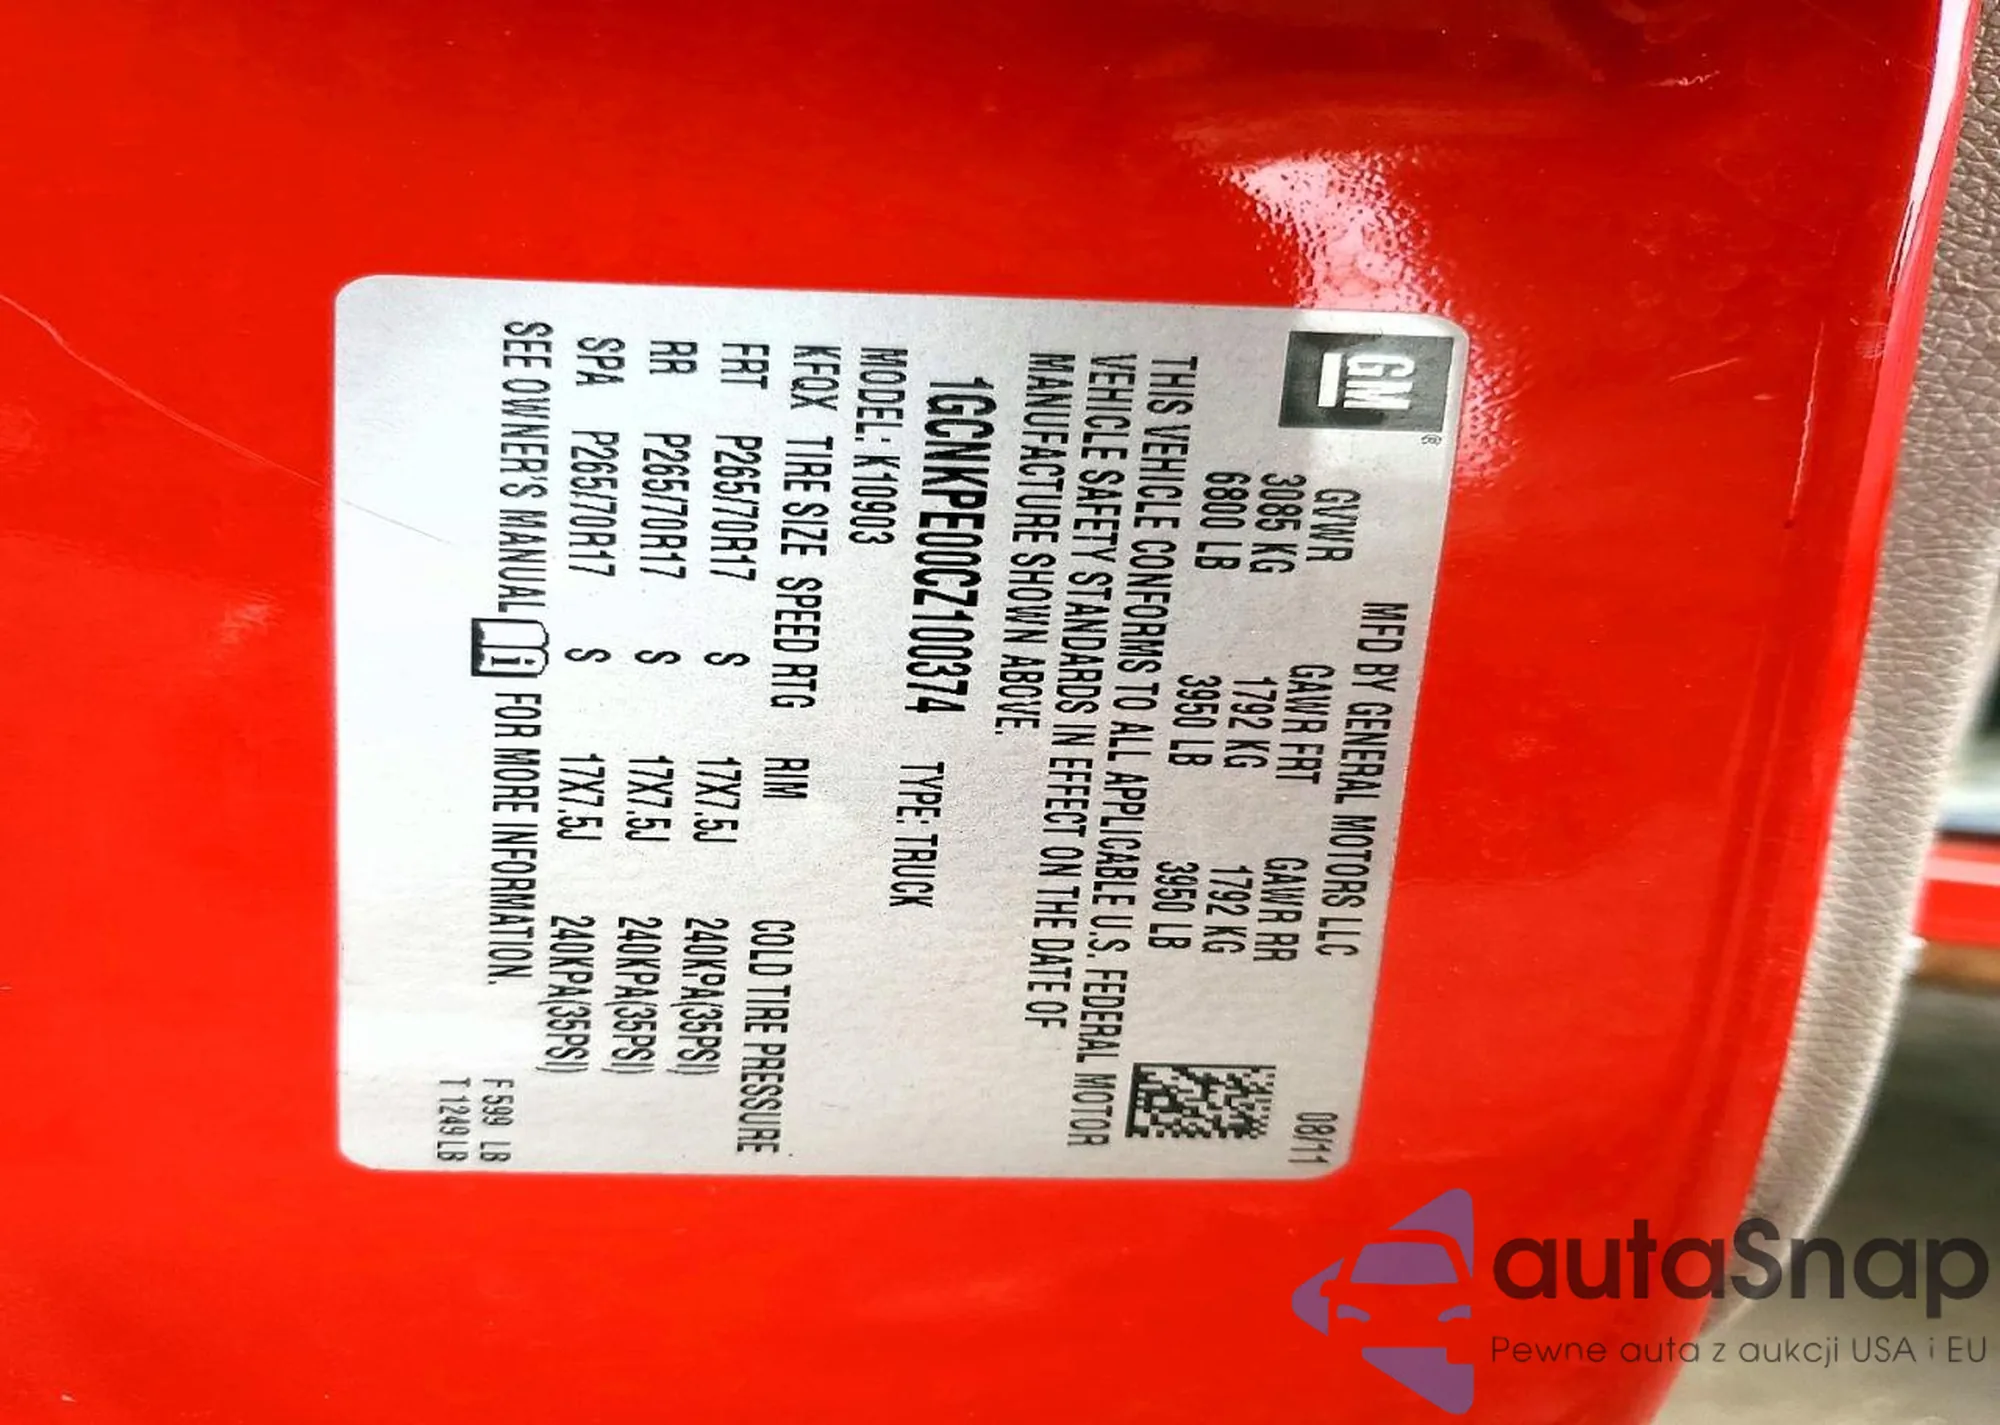 GM®
MFD BY GENERAL MOTORS LLC 08/11
GVWR GAWR FRT GAWR RR
3085 KG 1792 KG 1792 KG
6800 LB 3950 LB 3950 LB
THIS VEHICLE CONFORMS TO ALL APPLICABLE U.S. FEDERAL MOTOR
VEHICLE SAFETY STANDARDS IN EFFECT ON THE DATE OF
MANUFACTURE SHOWN ABOVE.
1GCNKPE00CZ100374 TYPE: TRUCK
MODEL: K10903
KFQX TIRE SIZE SPEED RTG RIM COLD TIRE PRESSURE
FRT P265/70R17 S 17X7.5J 240KPA(35PSI)
RR P265/70R17 S 17X7.5J 240KPA(35PSI)
SPA P265/70R17 S 17X7.5J 240KPA(35PSI)
SEE OWNER'S MANUAL FOR MORE INFORMATION.
F 599 LB
T 1249 LB
autaSnap
Pewne auta z aukcji USA i EU